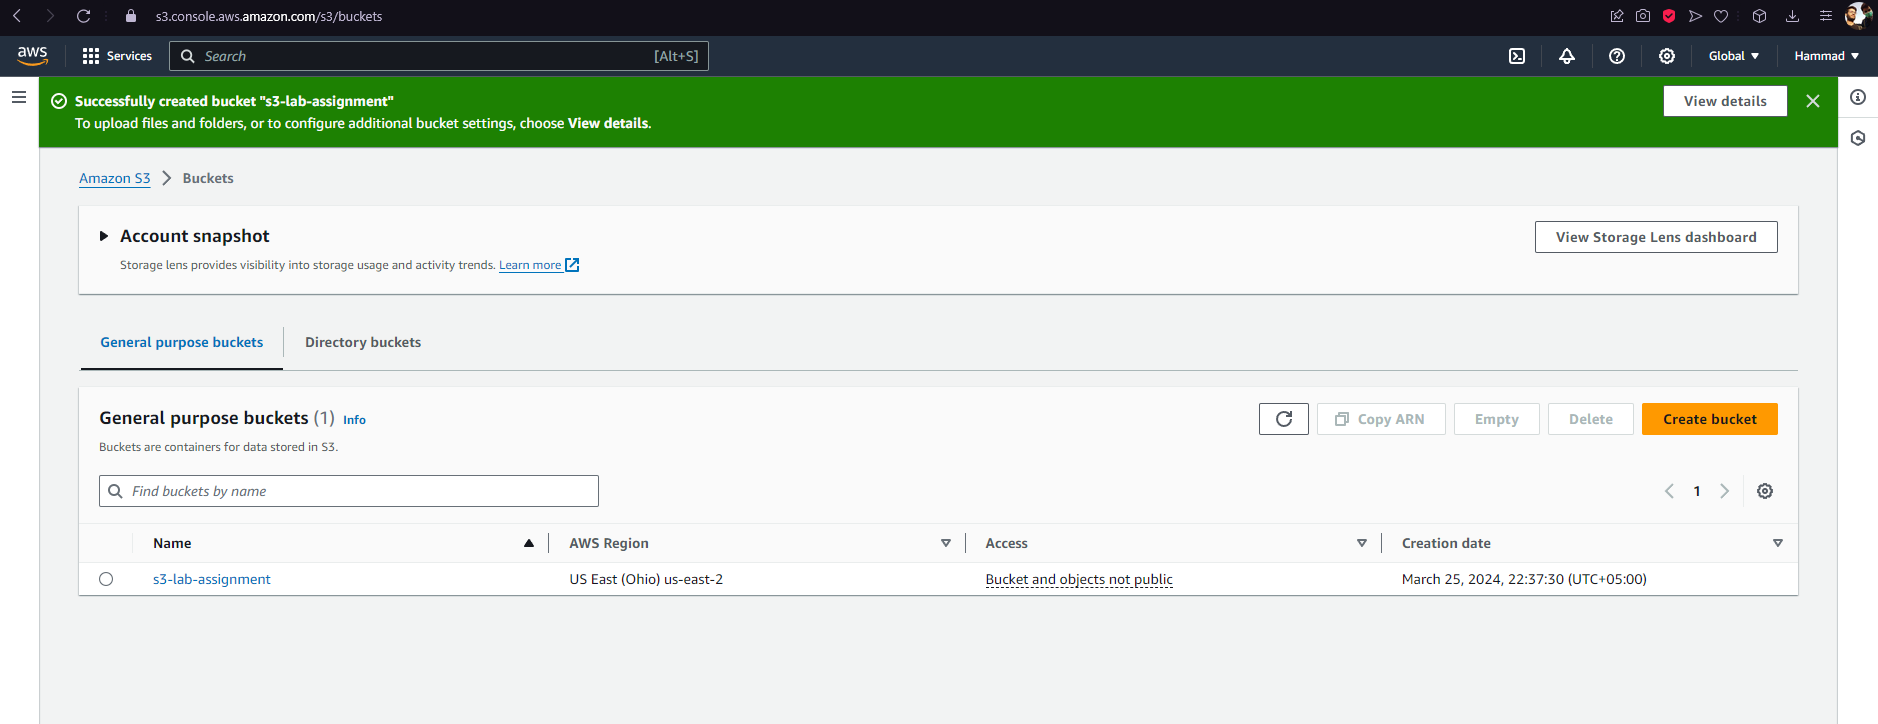 s3.console.aws.amazon.com/s3/buckets
aws Services Search [Alt+S] Global Hammad
Successfully created bucket "s3-lab-assignment"
To upload files and folders, or to configure additional bucket settings, choose View details.
View details
Amazon S3 Buckets
Account snapshot
Storage lens provides visibility into storage usage and activity trends. Learn more
View Storage Lens dashboard
General purpose buckets Directory buckets
General purpose buckets (1) Info
Buckets are containers for data stored in S3.
Copy ARN Empty Delete Create bucket
Find buckets by name
1
Name AWS Region Access Creation date
s3-lab-assignment US East (Ohio) us-east-2 Bucket and objects not public March 25, 2024, 22:37:30 (UTC+05:00)